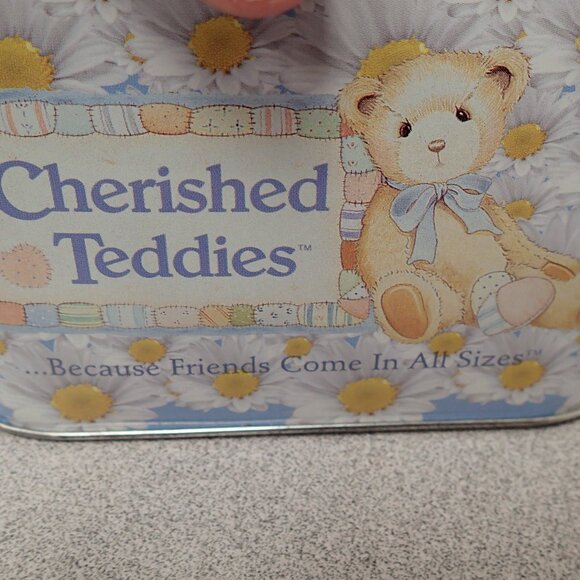 Cherished
Teddies™
...Because Friends Come In All Sizes™